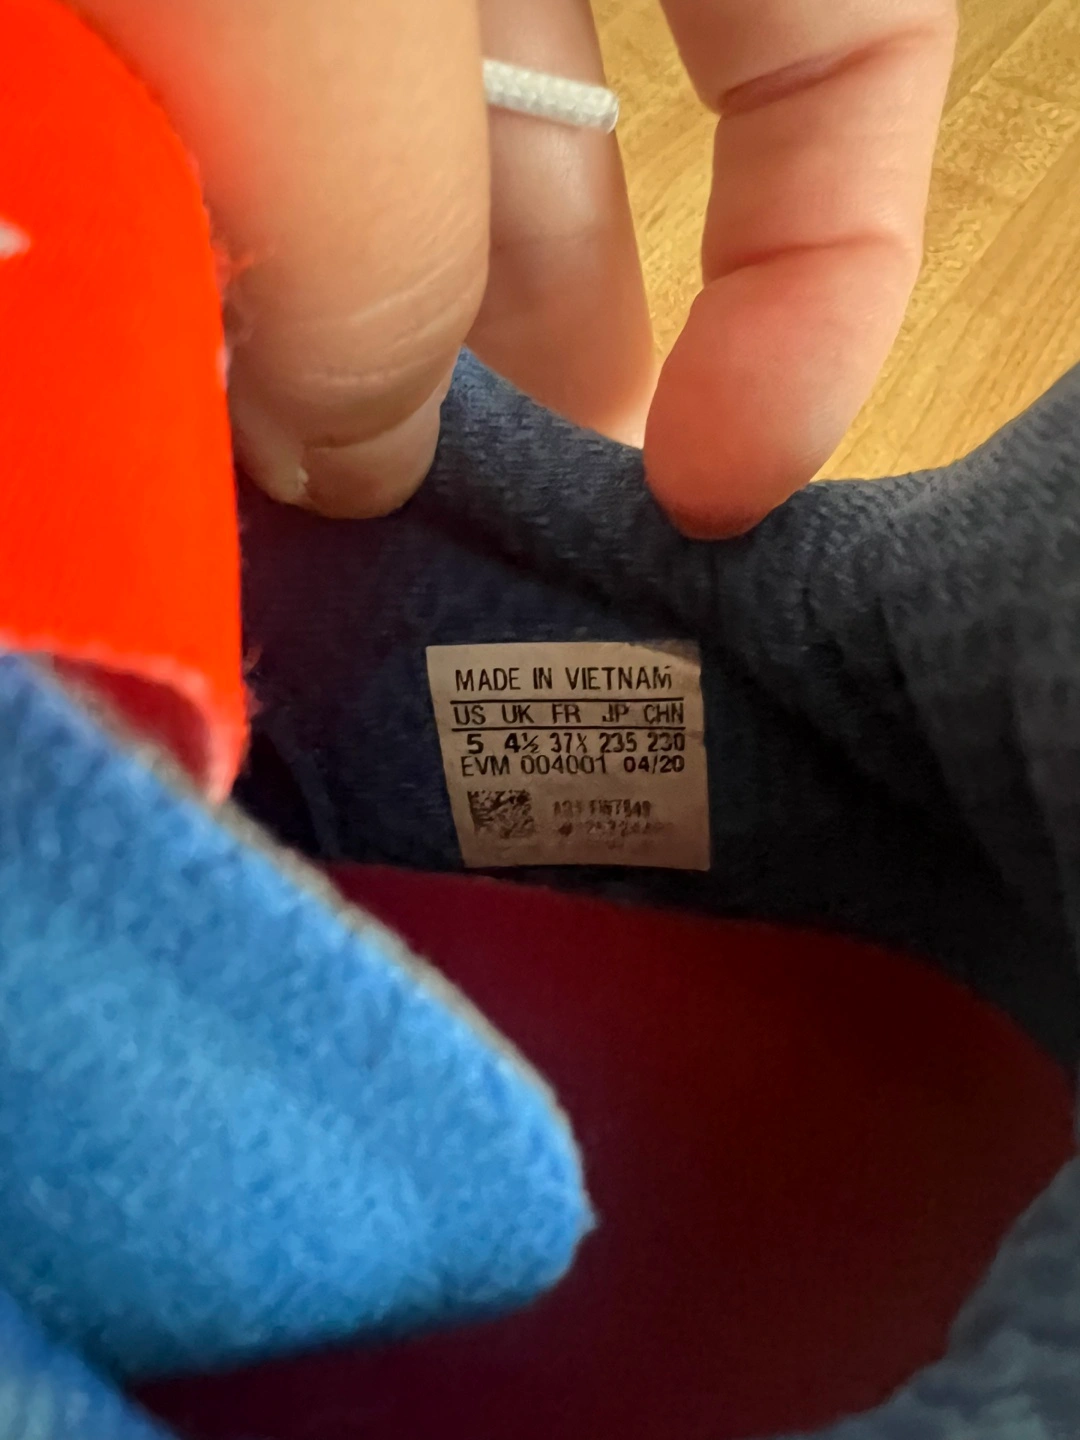 MADE IN VIETNAM
US UK FR JP CHN
5 4½ 37⅓ 235 230
EVM 004001 04/20